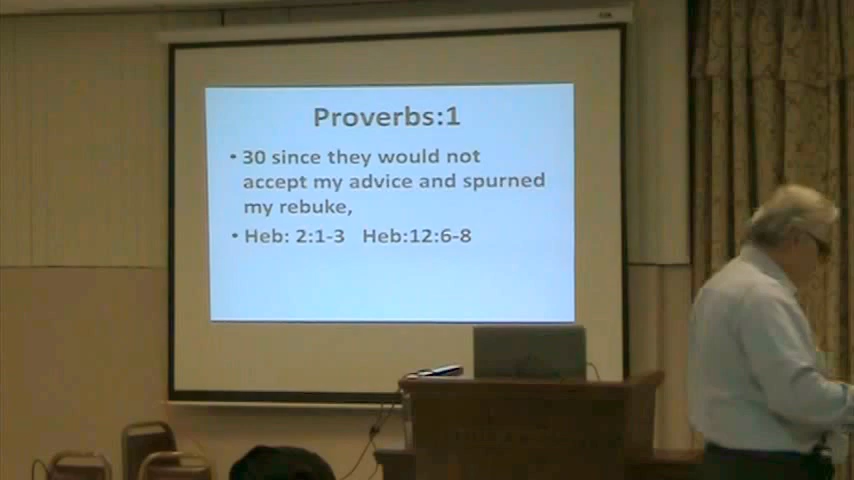 Proverbs:1
• 30 since they would not
accept my advice and spurned
my rebuke,
• Heb: 2:1-3 Heb:12:6-8